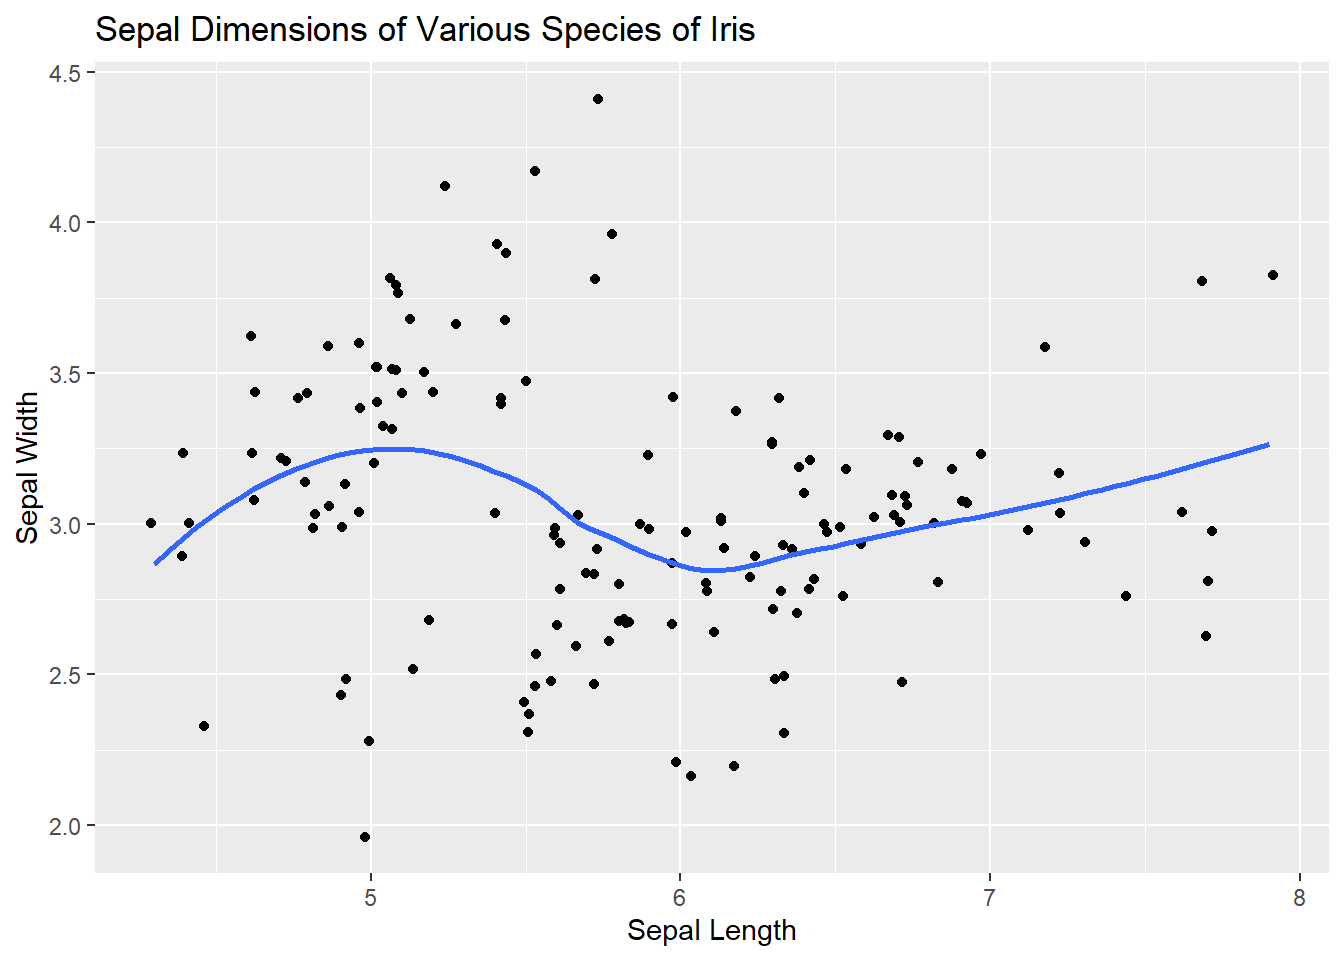 Sepal Dimensions of Various Species of Iris
4.5
4.0
3.5
3.0
2.5
2.0
Sepal Width
5 6 7 8
Sepal Length